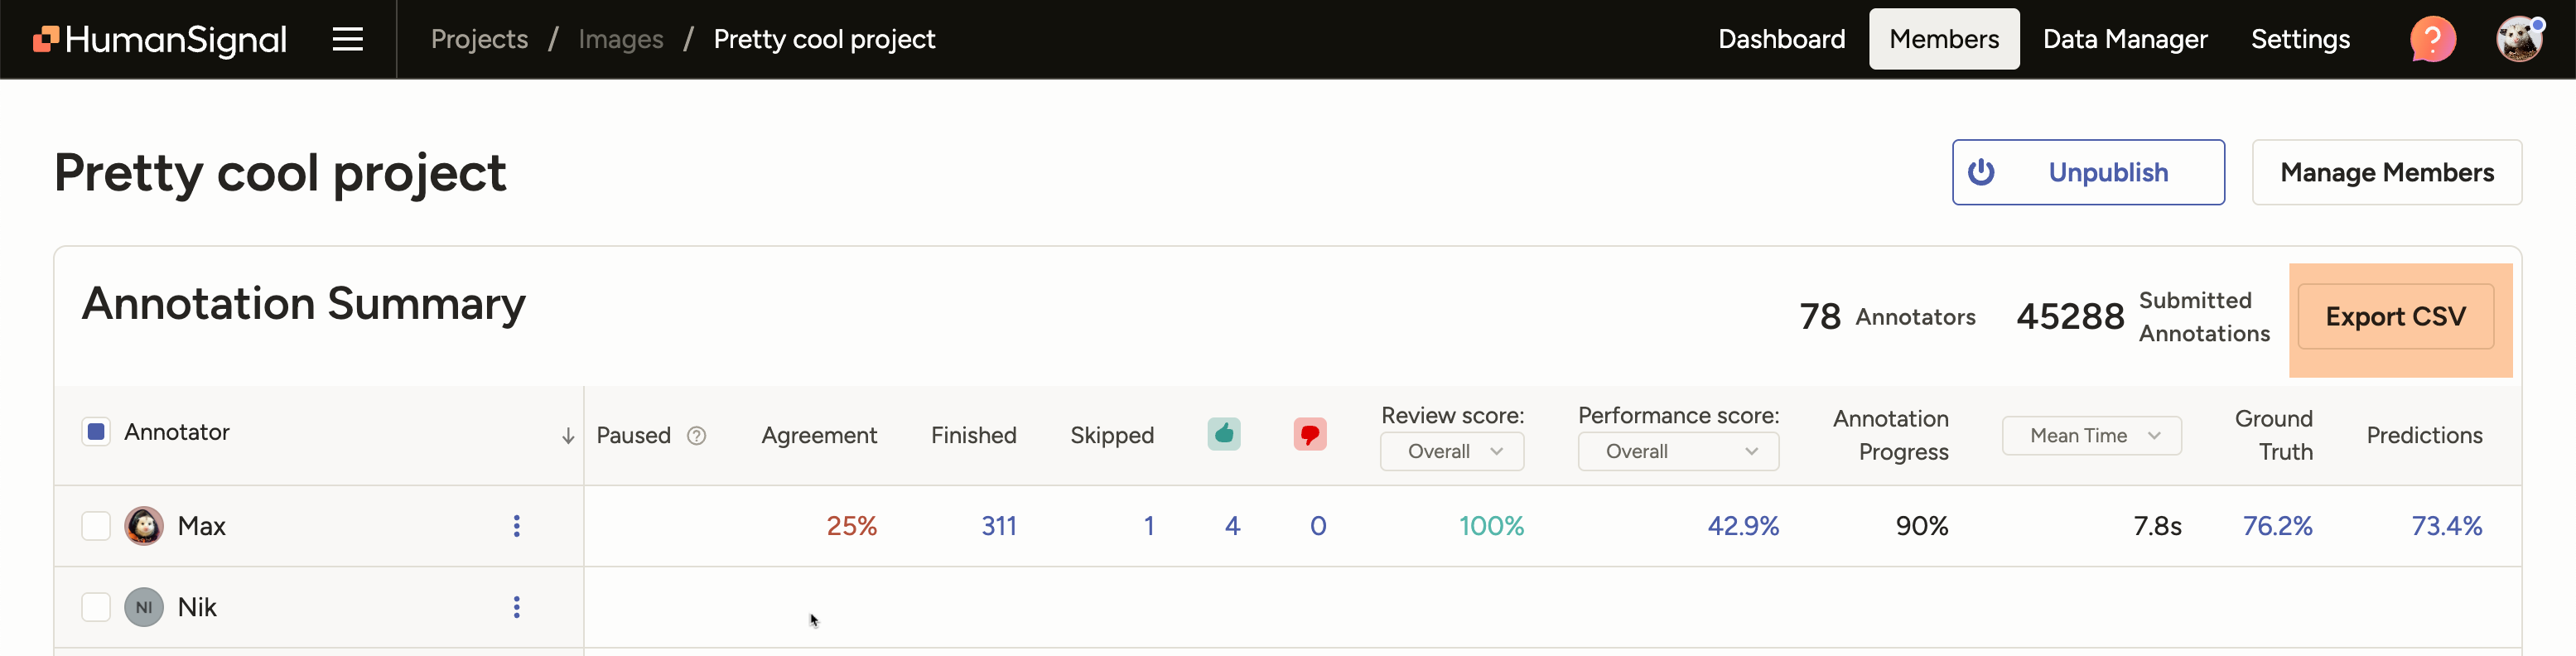 HumanSignal
Projects / Images / Pretty cool project
Dashboard Members Data Manager Settings ?
Pretty cool project
Unpublish Manage Members
Annotation Summary
78 Annotators 45288 Submitted Annotations Export CSV
Annotator Paused ? Agreement Finished Skipped Review score: Overall Performance score: Overall Annotation Progress Mean Time Ground Truth Predictions
Max 25% 311 1 4 0 100% 42.9% 90% 7.8s 76.2% 73.4%
NI Nik